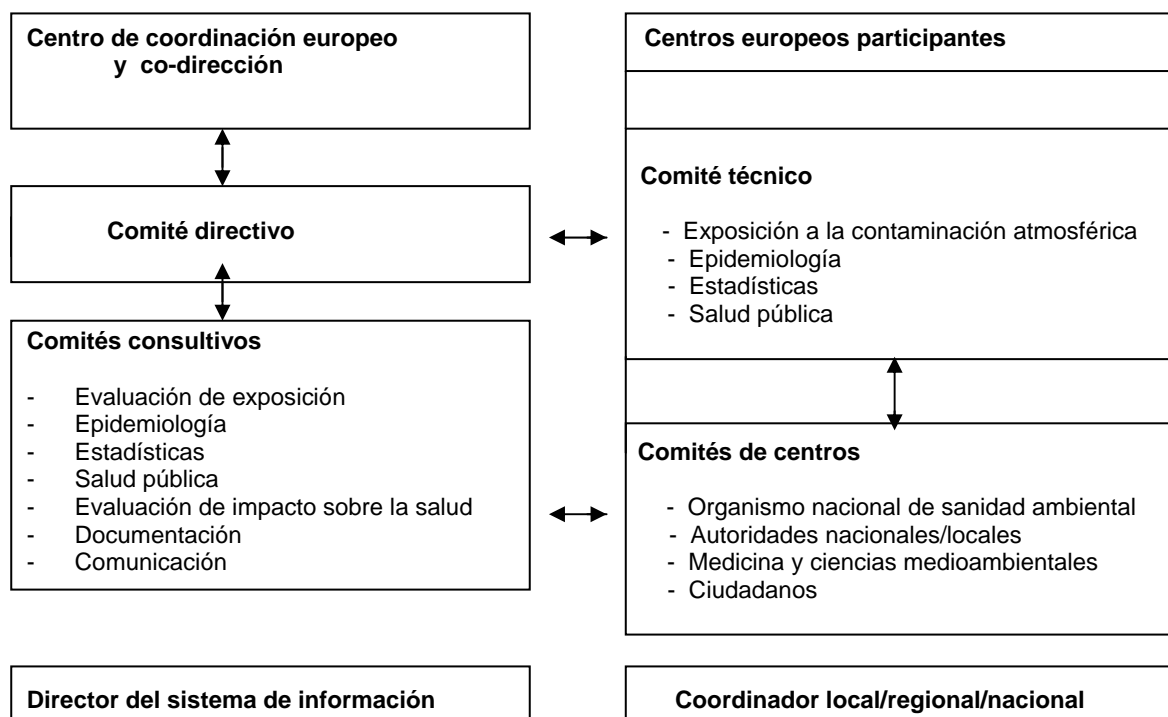 Centro de coordinación europeo
y co-dirección
Comité directivo
Comités consultivos
- Evaluación de exposición
- Epidemiología
- Estadísticas
- Salud pública
- Evaluación de impacto sobre la salud
- Documentación
- Comunicación
Director del sistema de información
Centros europeos participantes
Comité técnico
- Exposición a la contaminación atmosférica
- Epidemiología
- Estadísticas
- Salud pública
Comités de centros
- Organismo nacional de sanidad ambiental
- Autoridades nacionales/locales
- Medicina y ciencias medioambientales
- Ciudadanos
Coordinador local/regional/nacional